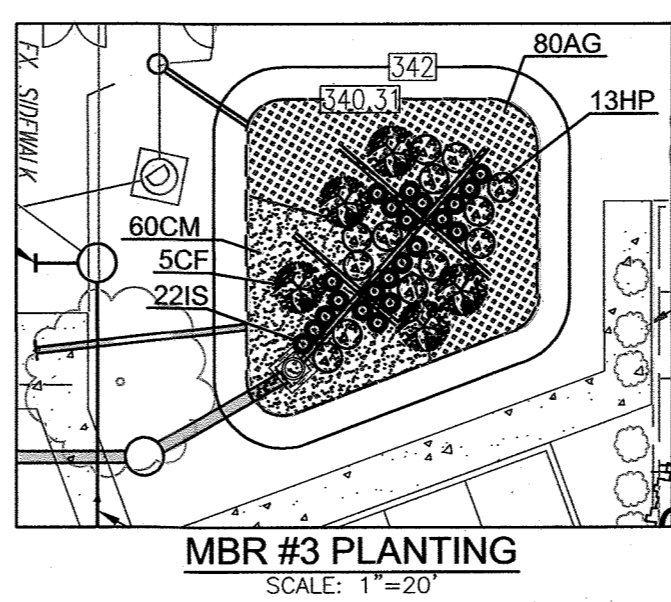 80AG
342
340.31
13HP
EX. SIDEWALK
60CM
5CF
22IS
MBR #3 PLANTING
SCALE: 1"=20'